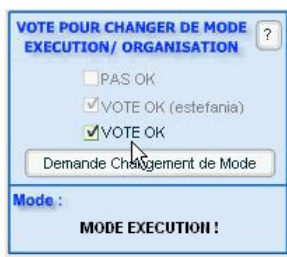 VOTE POUR CHANGER DE MODE
EXECUTION/ ORGANISATION
?
PAS OK
VOTE OK (estefania)
VOTE OK
Demande Changement de Mode
Mode :
MODE EXECUTION !